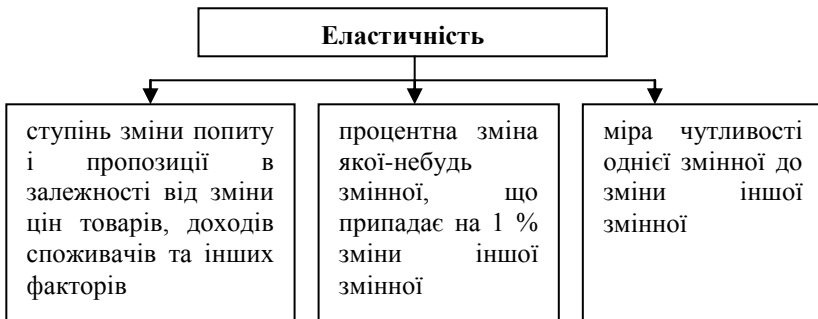 Еластичність
ступінь зміни попиту
і пропозиції в
залежності від зміни
цін товарів, доходів
споживачів та інших
факторів
процентна зміна
якої-небудь
змінної, що
припадає на 1 %
зміни іншої
змінної
міра чутливості
однієї змінної до
зміни іншої
змінної